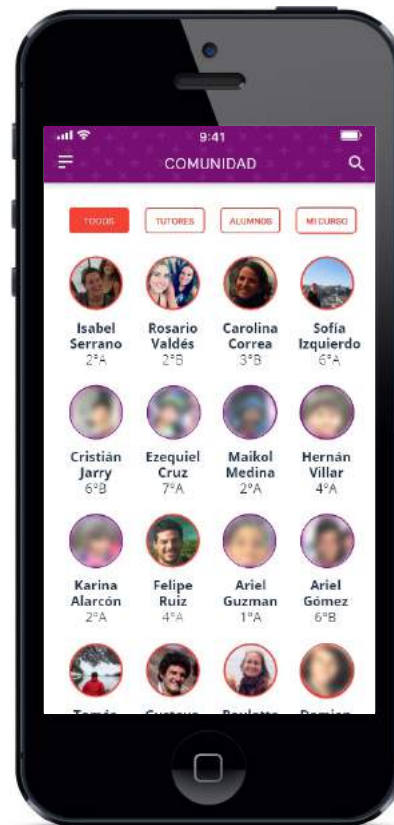 9:41
COMUNIDAD
TODOS TUTORES ALUMNOS MI CURSO
Isabel Rosario Carolina Sofía
Serrano Valdés Correa Izquierdo
2°A 2°B 3°B 6°A
Cristián Ezequiel Maikol Hernán
Jarry Cruz Medina Villar
6°B 7°A 2°A 4°A
Karina Felipe Ariel Ariel
Alarcón Ruiz Guzman Gómez
2°A 4°A 1°A 6°B